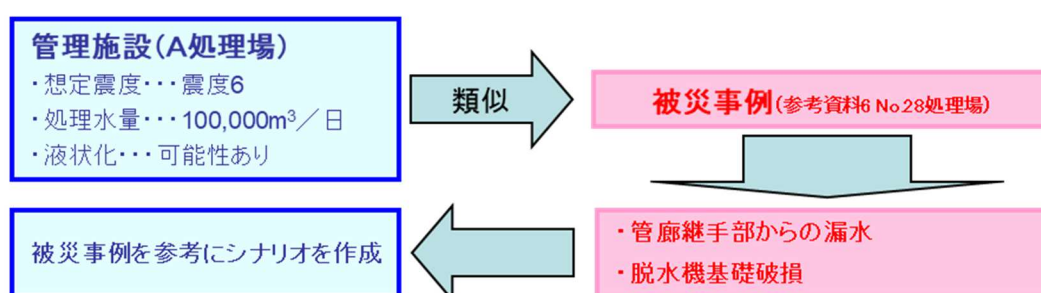 管理施設（A処理場）
・想定震度・・・震度6
・処理水量・・・100,000m³／日
・液状化・・・可能性あり
類似
被災事例（参考資料6 No.28処理場）
・管廊継手部からの漏水
・脱水機基礎破損
被災事例を参考にシナリオを作成